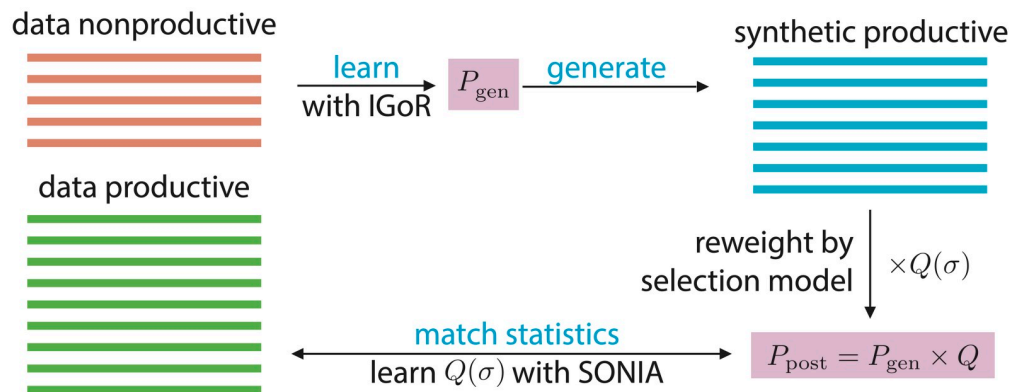 data nonproductive
learn
with IGoR
P_gen
generate
synthetic productive
data productive
reweight by
selection model
×Q(σ)
match statistics
learn Q(σ) with SONIA
P_post = P_gen × Q